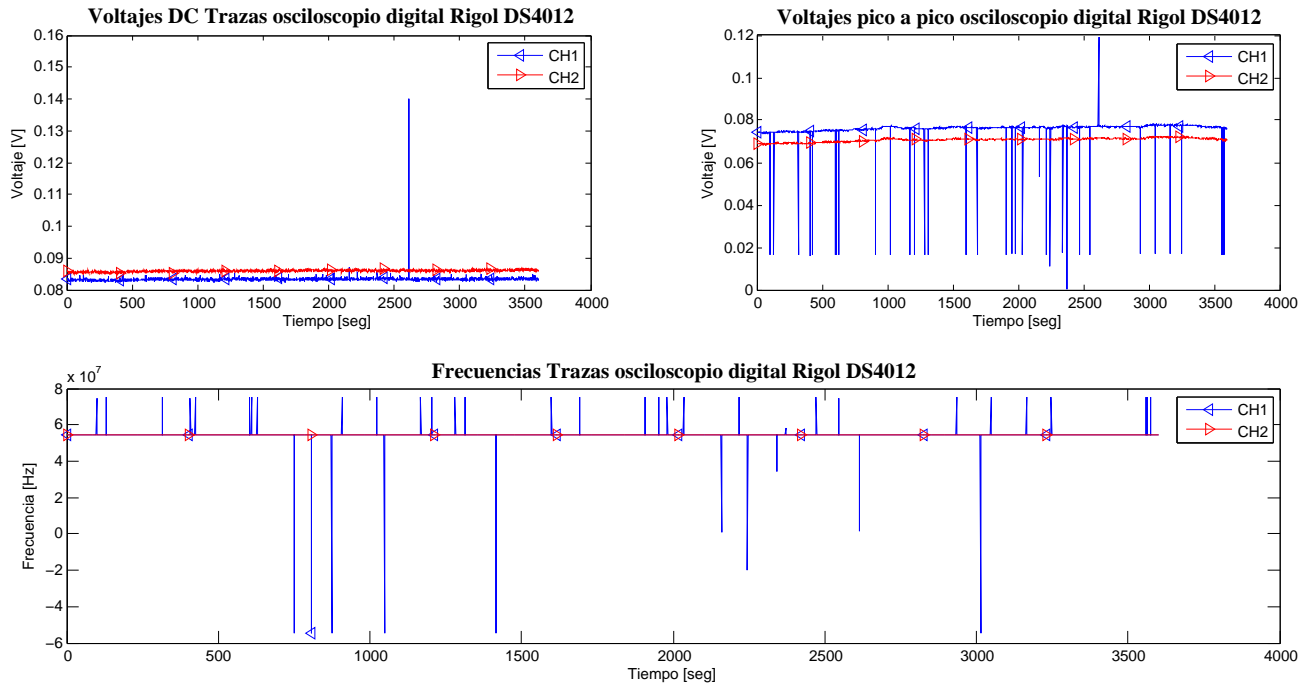 Voltajes DC Trazas osciloscopio digital Rigol DS4012
0.16
0.15
0.14
0.13
0.12
0.11
0.1
0.09
0.08
Voltaje [V]
0 500 1000 1500 2000 2500 3000 3500 4000
Tiempo [seg]
CH1
CH2
Voltajes pico a pico osciloscopio digital Rigol DS4012
0.12
0.1
0.08
0.06
0.04
0.02
0
Voltaje [V]
0 500 1000 1500 2000 2500 3000 3500 4000
Tiempo [seg]
CH1
CH2
Frecuencias Trazas osciloscopio digital Rigol DS4012
x 10^7
8
6
4
2
0
−2
−4
−6
Frecuencia [Hz]
0 500 1000 1500 2000 2500 3000 3500 4000
Tiempo [seg]
CH1
CH2